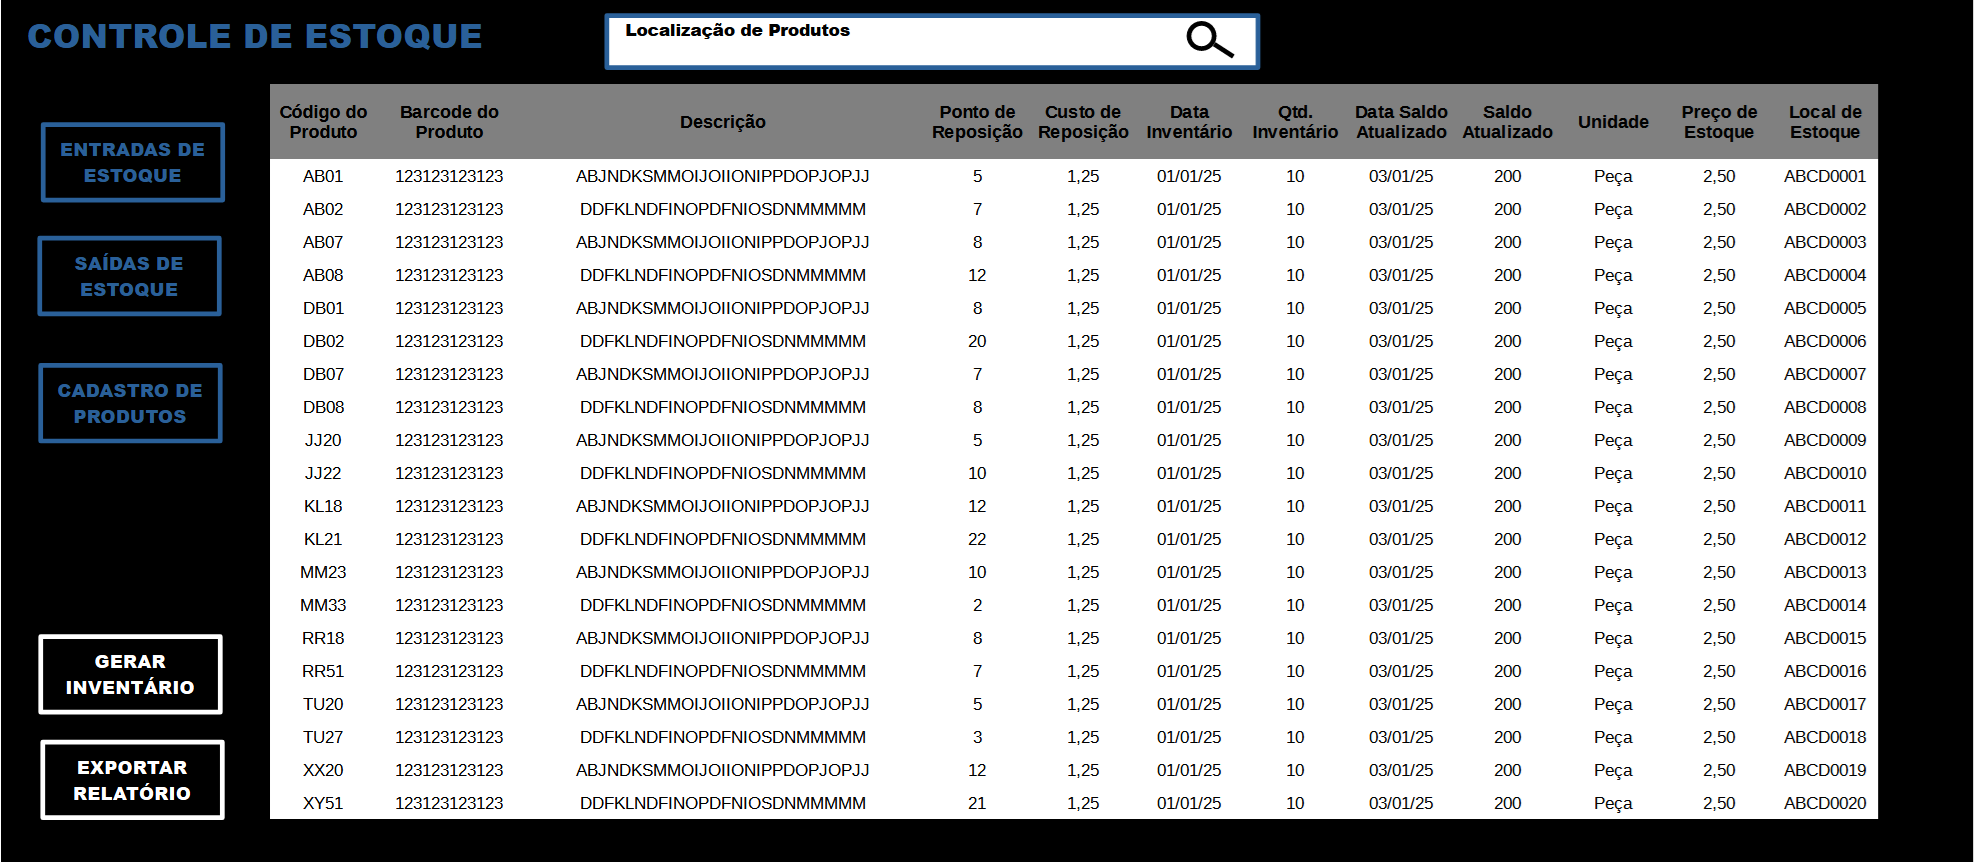 CONTROLE DE ESTOQUE
Localização de Produtos
ENTRADAS DE
ESTOQUE
SAÍDAS DE
ESTOQUE
CADASTRO DE
PRODUTOS
GERAR
INVENTÁRIO
EXPORTAR
RELATÓRIO
Código do Produto Barcode do Produto Descrição Ponto de Reposição Custo de Reposição Data Inventário Qtd. Inventário Data Saldo Atualizado Saldo Atualizado Unidade Preço de Estoque Local de Estoque
AB01 123123123123 ABJNDKSMMOIJOIIONIPPDOPJOPJJ 5 1,25 01/01/25 10 03/01/25 200 Peça 2,50 ABCD0001
AB02 123123123123 DDFKLNDFINOPDFNIOSDNMMMMM 7 1,25 01/01/25 10 03/01/25 200 Peça 2,50 ABCD0002
AB07 123123123123 ABJNDKSMMOIJOIIONIPPDOPJOPJJ 8 1,25 01/01/25 10 03/01/25 200 Peça 2,50 ABCD0003
AB08 123123123123 DDFKLNDFINOPDFNIOSDNMMMMM 12 1,25 01/01/25 10 03/01/25 200 Peça 2,50 ABCD0004
DB01 123123123123 ABJNDKSMMOIJOIIONIPPDOPJOPJJ 8 1,25 01/01/25 10 03/01/25 200 Peça 2,50 ABCD0005
DB02 123123123123 DDFKLNDFINOPDFNIOSDNMMMMM 20 1,25 01/01/25 10 03/01/25 200 Peça 2,50 ABCD0006
DB07 123123123123 ABJNDKSMMOIJOIIONIPPDOPJOPJJ 7 1,25 01/01/25 10 03/01/25 200 Peça 2,50 ABCD0007
DB08 123123123123 DDFKLNDFINOPDFNIOSDNMMMMM 8 1,25 01/01/25 10 03/01/25 200 Peça 2,50 ABCD0008
JJ20 123123123123 ABJNDKSMMOIJOIIONIPPDOPJOPJJ 5 1,25 01/01/25 10 03/01/25 200 Peça 2,50 ABCD0009
JJ22 123123123123 DDFKLNDFINOPDFNIOSDNMMMMM 10 1,25 01/01/25 10 03/01/25 200 Peça 2,50 ABCD0010
KL18 123123123123 ABJNDKSMMOIJOIIONIPPDOPJOPJJ 12 1,25 01/01/25 10 03/01/25 200 Peça 2,50 ABCD0011
KL21 123123123123 DDFKLNDFINOPDFNIOSDNMMMMM 22 1,25 01/01/25 10 03/01/25 200 Peça 2,50 ABCD0012
MM23 123123123123 ABJNDKSMMOIJOIIONIPPDOPJOPJJ 10 1,25 01/01/25 10 03/01/25 200 Peça 2,50 ABCD0013
MM33 123123123123 DDFKLNDFINOPDFNIOSDNMMMMM 2 1,25 01/01/25 10 03/01/25 200 Peça 2,50 ABCD0014
RR18 123123123123 ABJNDKSMMOIJOIIONIPPDOPJOPJJ 8 1,25 01/01/25 10 03/01/25 200 Peça 2,50 ABCD0015
RR51 123123123123 DDFKLNDFINOPDFNIOSDNMMMMM 7 1,25 01/01/25 10 03/01/25 200 Peça 2,50 ABCD0016
TU20 123123123123 ABJNDKSMMOIJOIIONIPPDOPJOPJJ 5 1,25 01/01/25 10 03/01/25 200 Peça 2,50 ABCD0017
TU27 123123123123 DDFKLNDFINOPDFNIOSDNMMMMM 3 1,25 01/01/25 10 03/01/25 200 Peça 2,50 ABCD0018
XX20 123123123123 ABJNDKSMMOIJOIIONIPPDOPJOPJJ 12 1,25 01/01/25 10 03/01/25 200 Peça 2,50 ABCD0019
XY51 123123123123 DDFKLNDFINOPDFNIOSDNMMMMM 21 1,25 01/01/25 10 03/01/25 200 Peça 2,50 ABCD0020